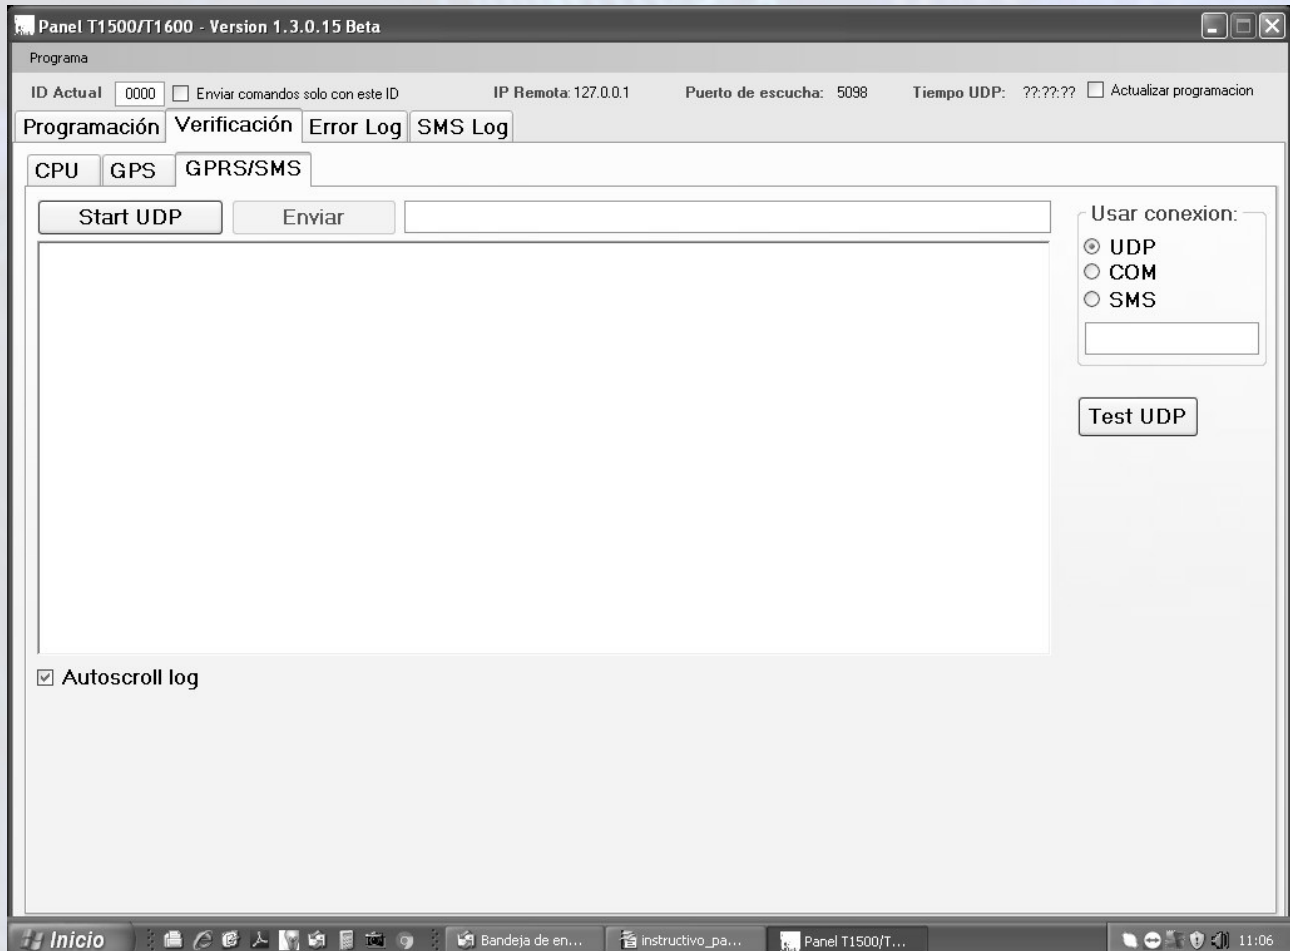 Panel T1500/T1600 - Version 1.3.0.15 Beta
Programa
ID Actual 0000 Enviar comandos solo con este ID IP Remota: 127.0.0.1 Puerto de escucha: 5098 Tiempo UDP: ??:??:?? Actualizar programacion
Programación Verificación Error Log SMS Log
CPU GPS GPRS/SMS
Start UDP Enviar
Usar conexion:
UDP
COM
SMS
Test UDP
Autoscroll log
Inicio Bandeja de en... instructivo_pa... Panel T1500/T... 11:06